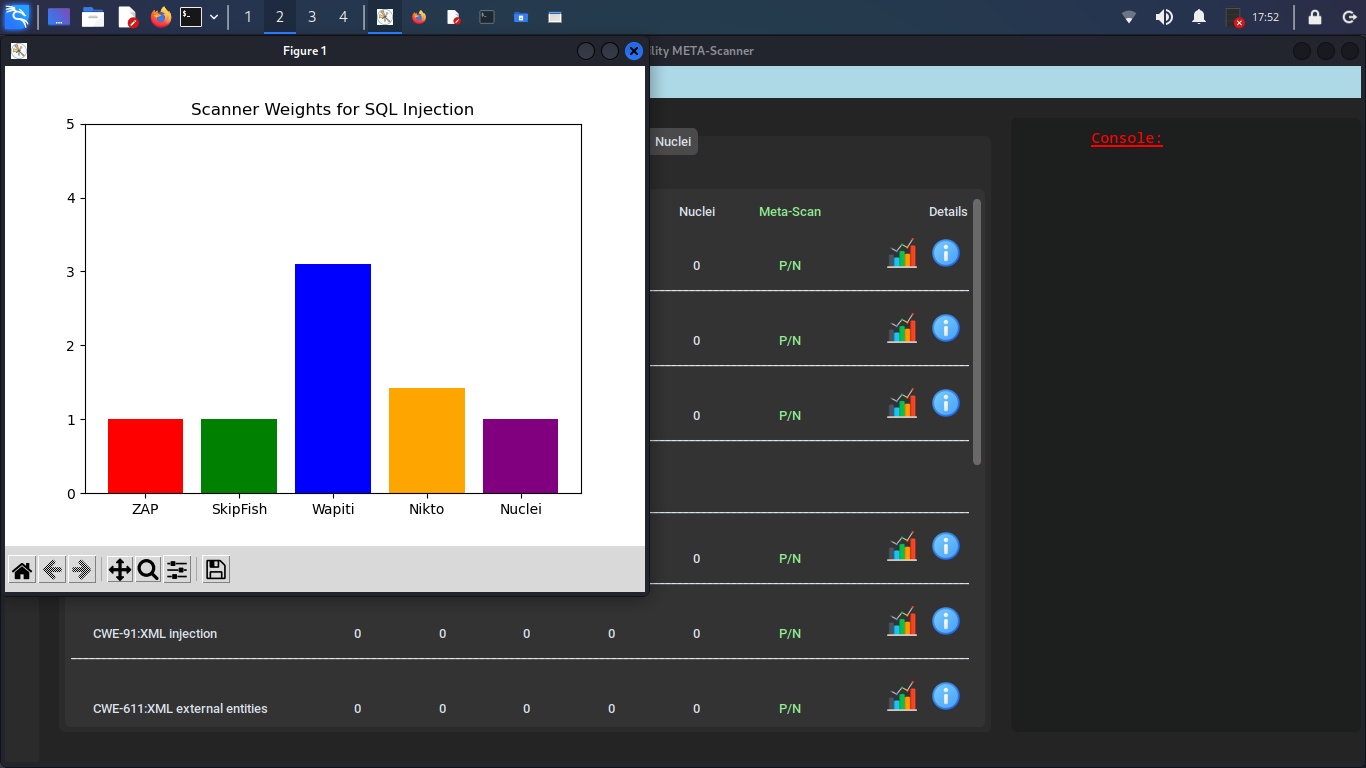 1 2 3 4 17:52
Figure 1
lity META-Scanner
Scanner Weights for SQL Injection
5
4
3
2
1
0
ZAP SkipFish Wapiti Nikto Nuclei
Nuclei
Console:
Nuclei Meta-Scan Details
0 P/N
0 P/N
0 P/N
0 P/N
CWE-91:XML injection 0 0 0 0 0 P/N
CWE-611:XML external entities 0 0 0 0 0 P/N